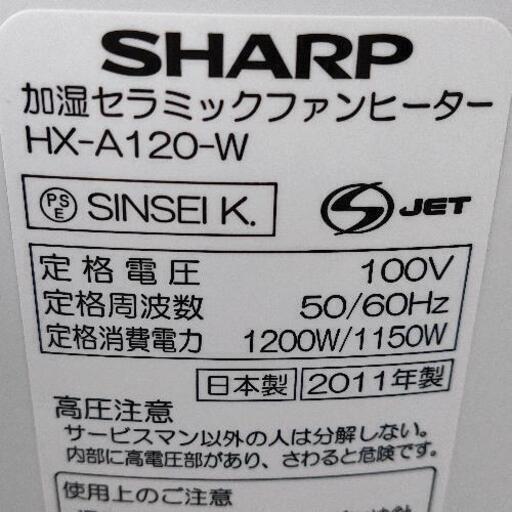 SHARP
加湿セラミックファンヒーター
HX-A120-W
PSE SINSEI K. S JET
定格電圧 100V
定格周波数 50/60Hz
定格消費電力 1200W/1150W
日本製 2011年製
高圧注意
サービスマン以外の人は分解しない。
内部に高電圧部があり、さわると危険です。
使用上のご注意